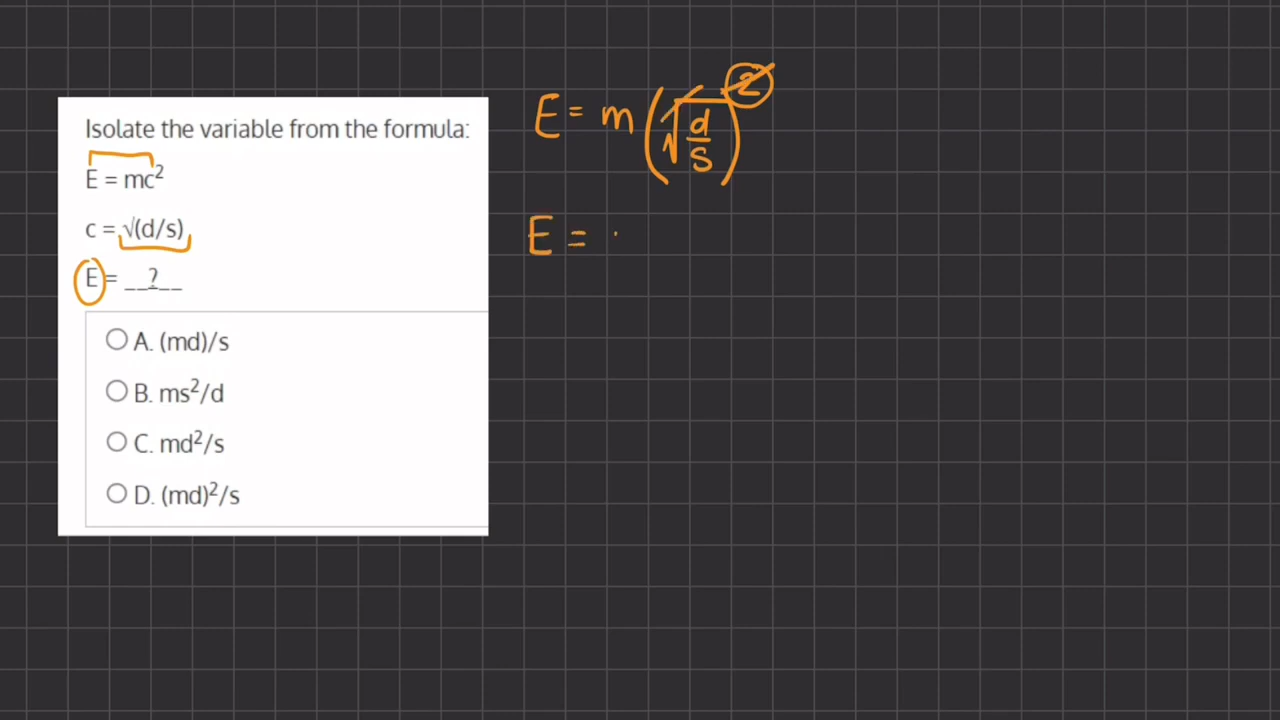 Isolate the variable from the formula:
E = mc²
c = √(d/s)
E = __?__
A. (md)/s
B. ms²/d
C. md²/s
D. (md)²/s
E = m(√(d/s))²
E =